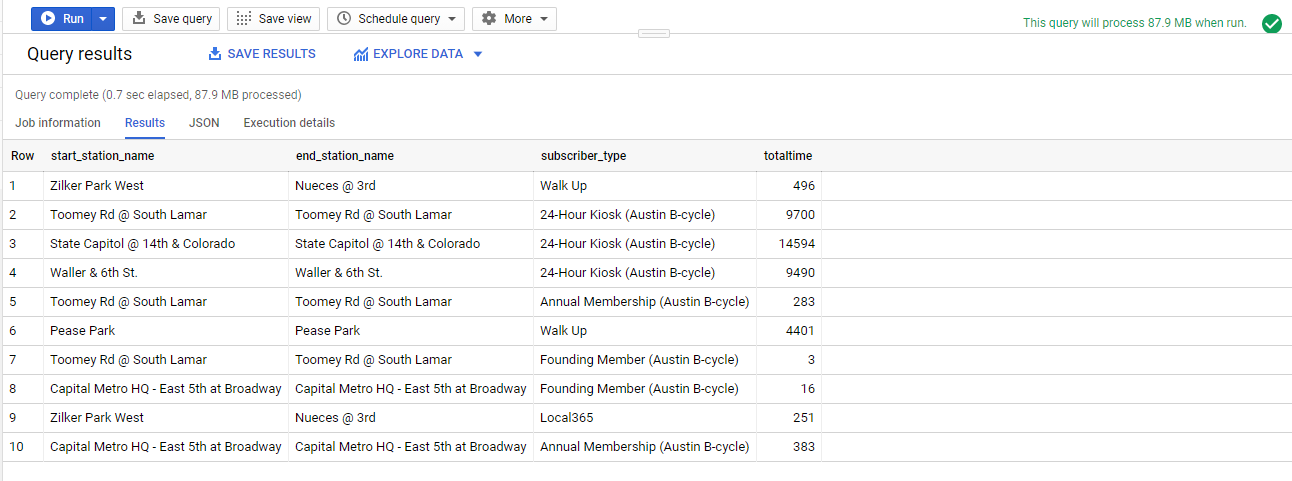 Run Save query Save view Schedule query More This query will process 87.9 MB when run.
Query results SAVE RESULTS EXPLORE DATA
Query complete (0.7 sec elapsed, 87.9 MB processed)
Job information Results JSON Execution details
Row start_station_name end_station_name subscriber_type totaltime
1 Zilker Park West Nueces @ 3rd Walk Up 496
2 Toomey Rd @ South Lamar Toomey Rd @ South Lamar 24-Hour Kiosk (Austin B-cycle) 9700
3 State Capitol @ 14th & Colorado State Capitol @ 14th & Colorado 24-Hour Kiosk (Austin B-cycle) 14594
4 Waller & 6th St. Waller & 6th St. 24-Hour Kiosk (Austin B-cycle) 9490
5 Toomey Rd @ South Lamar Toomey Rd @ South Lamar Annual Membership (Austin B-cycle) 283
6 Pease Park Pease Park Walk Up 4401
7 Toomey Rd @ South Lamar Toomey Rd @ South Lamar Founding Member (Austin B-cycle) 3
8 Capital Metro HQ - East 5th at Broadway Capital Metro HQ - East 5th at Broadway Founding Member (Austin B-cycle) 16
9 Zilker Park West Nueces @ 3rd Local365 251
10 Capital Metro HQ - East 5th at Broadway Capital Metro HQ - East 5th at Broadway Annual Membership (Austin B-cycle) 383